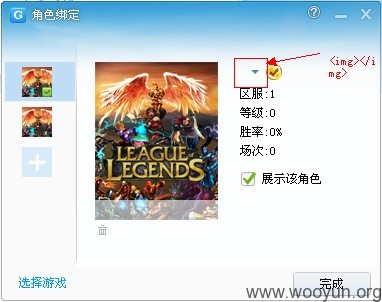 G 角色绑定
<img></i
mg>
区服:1
等级:0
胜率:0%
场次:0
展示该角色
LEAGUE of
LEGENDS
选择游戏
完成
www.wooyun.org